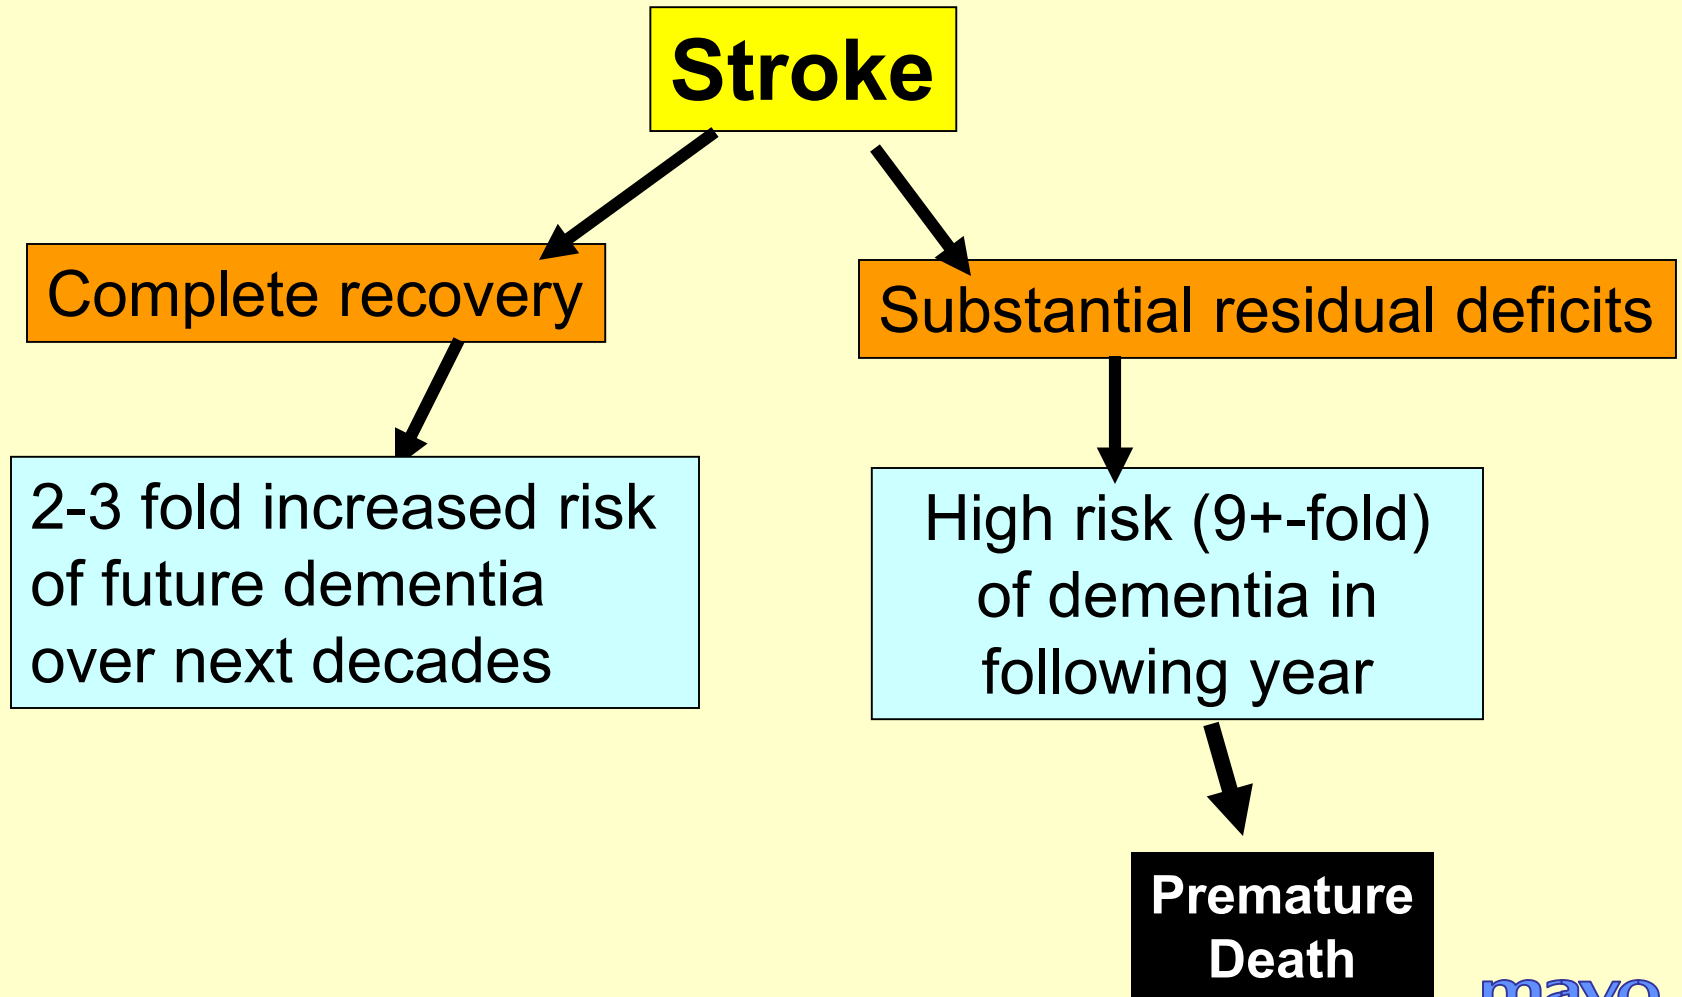 Stroke
Complete recovery
Substantial residual deficits
2-3 fold increased risk
of future dementia
over next decades
High risk (9+-fold)
of dementia in
following year
Premature
Death
mayo